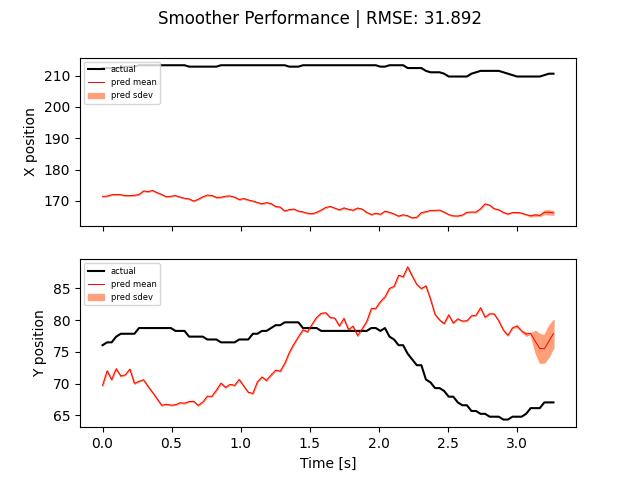 Smoother Performance | RMSE: 31.892
X position
210
200
190
180
170
actual
pred mean
pred sdev
Y position
85
80
75
70
65
actual
pred mean
pred sdev
0.0 0.5 1.0 1.5 2.0 2.5 3.0
Time [s]